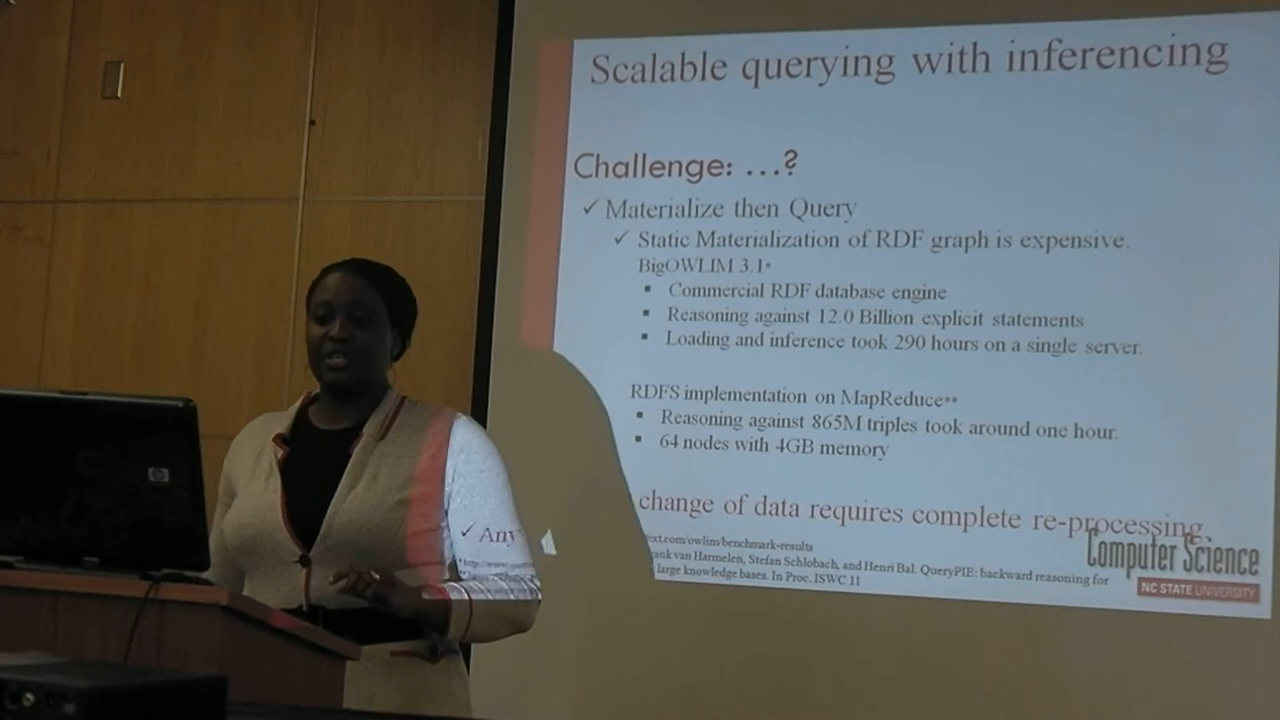 Scalable querying with inferencing
Challenge: ...?
✓ Materialize then Query
✓ Static Materialization of RDF graph is expensive.
BigOWLIM 3.1*
▪ Commercial RDF database engine
▪ Reasoning against 12.0 Billion explicit statements
▪ Loading and inference took 290 hours on a single server.
RDFS implementation on MapReduce**
▪ Reasoning against 865M triples took around one hour.
▪ 64 nodes with 4GB memory
✓ Any change of data requires complete re-processing.
ext.com/owlim/benchmark-results
ank van Harmelen, Stefan Schlobach, and Henri Bal. QueryPIE: backward reasoning for
large knowledge bases. In Proc. ISWC 11
Computer Science
NC STATE UNIVERSITY
hp